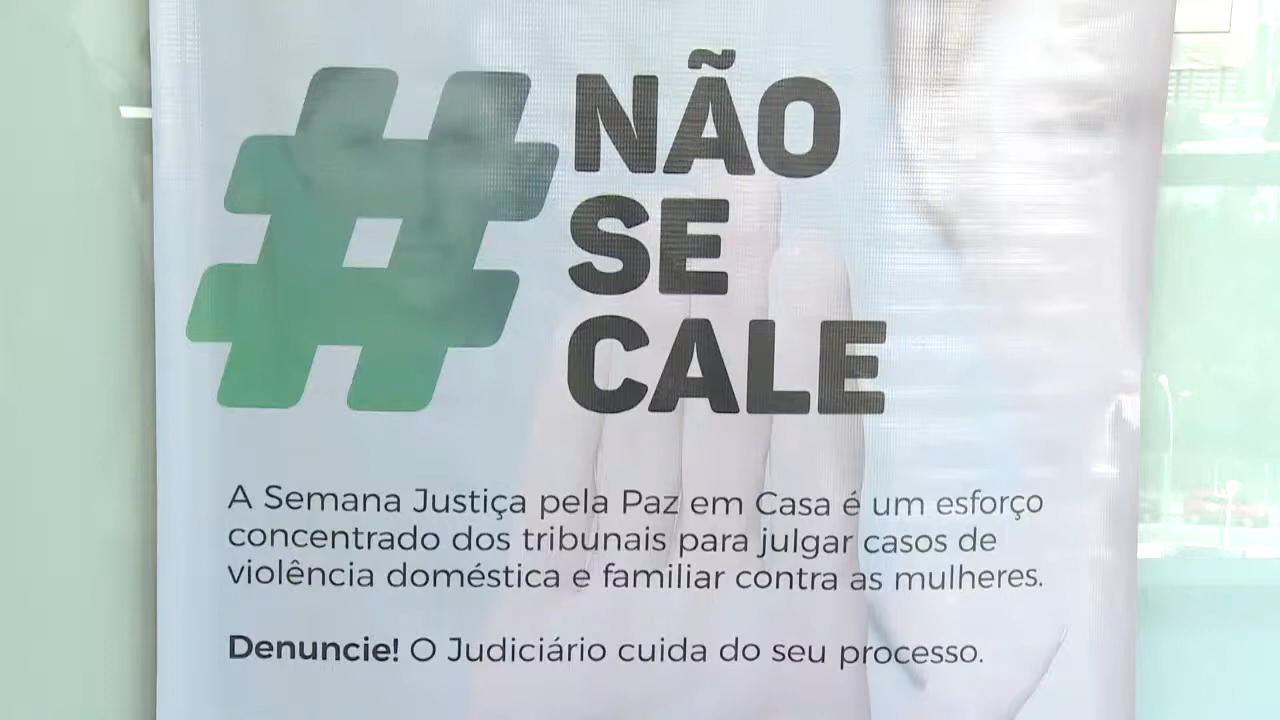 #NÃO
SE
CALE
A Semana Justiça pela Paz em Casa é um esforço
concentrado dos tribunais para julgar casos de
violência doméstica e familiar contra as mulheres.
Denuncie! O Judiciário cuida do seu processo.